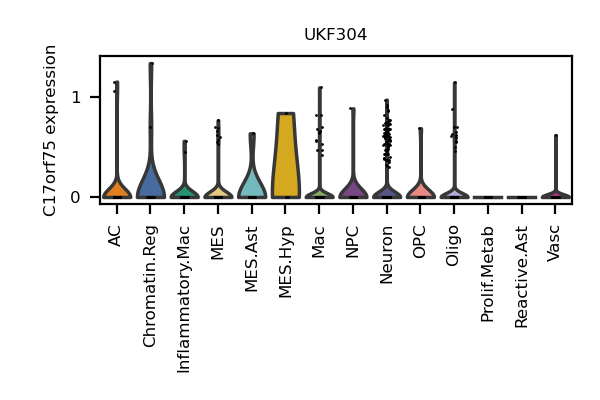 UKF304
C17orf75 expression
1
0
AC
Chromatin.Reg
Inflammatory.Mac
MES
MES.Ast
MES.Hyp
Mac
NPC
Neuron
OPC
Oligo
Prolif.Metab
Reactive.Ast
Vasc